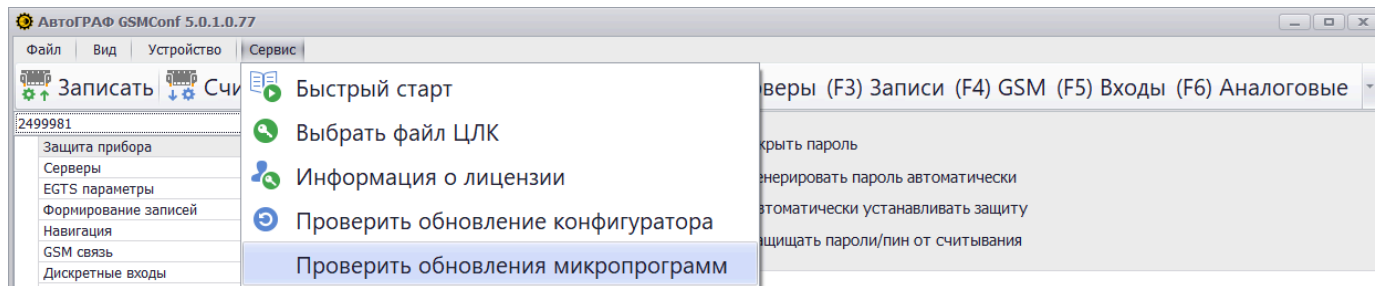 АвтоГРАФ GSMConf 5.0.1.0.77
Файл Вид Устройство Сервис
Записать Счи веры (F3) Записи (F4) GSM (F5) Входы (F6) Аналоговые
2499981
Защита прибора
Серверы
EGTS параметры
Формирование записей
Навигация
GSM связь
Дискретные входы
Быстрый старт
Выбрать файл ЦЛК
Информация о лицензии
Проверить обновление конфигуратора
Проверить обновления микропрограмм
крыть пароль
енерировать пароль автоматически
втоматически устанавливать защиту
ащищать пароли/пин от считывания